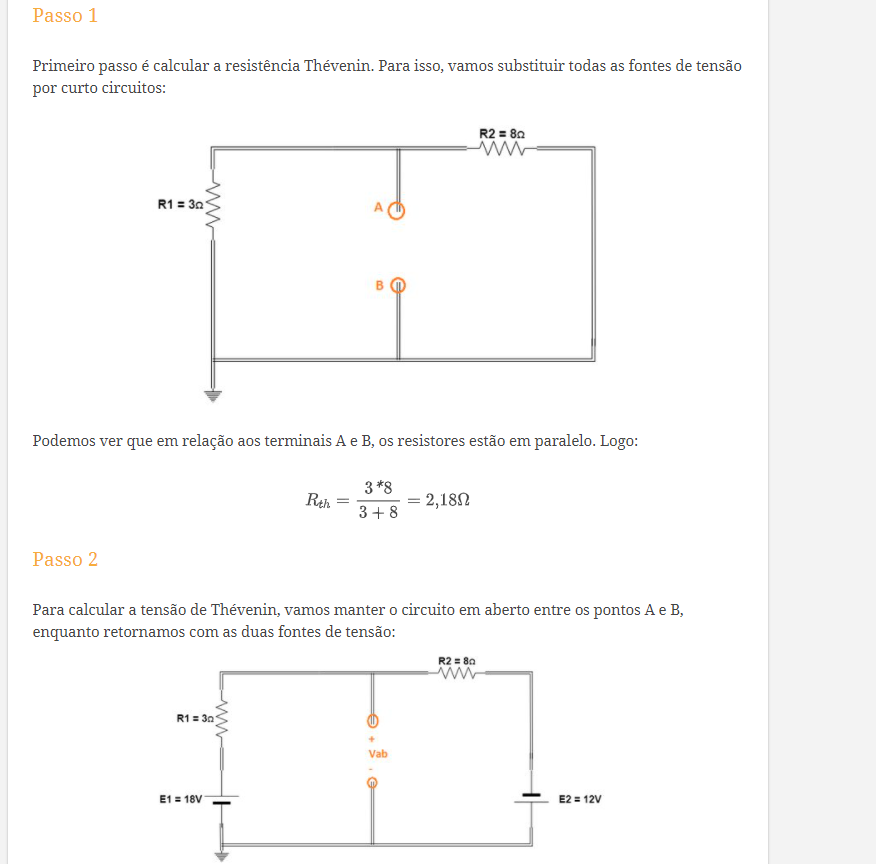 Passo 1
Primeiro passo é calcular a resistência Thévenin. Para isso, vamos substituir todas as fontes de tensão
por curto circuitos:
R2 = 8Ω
R1 = 3Ω
A
B
Podemos ver que em relação aos terminais A e B, os resistores estão em paralelo. Logo:
R_{th} = \frac{3*8}{3+8} = 2,18Ω
Passo 2
Para calcular a tensão de Thévenin, vamos manter o circuito em aberto entre os pontos A e B,
enquanto retornamos com as duas fontes de tensão:
R2 = 8Ω
R1 = 3Ω
+
Vab
-
E1 = 18V
E2 = 12V